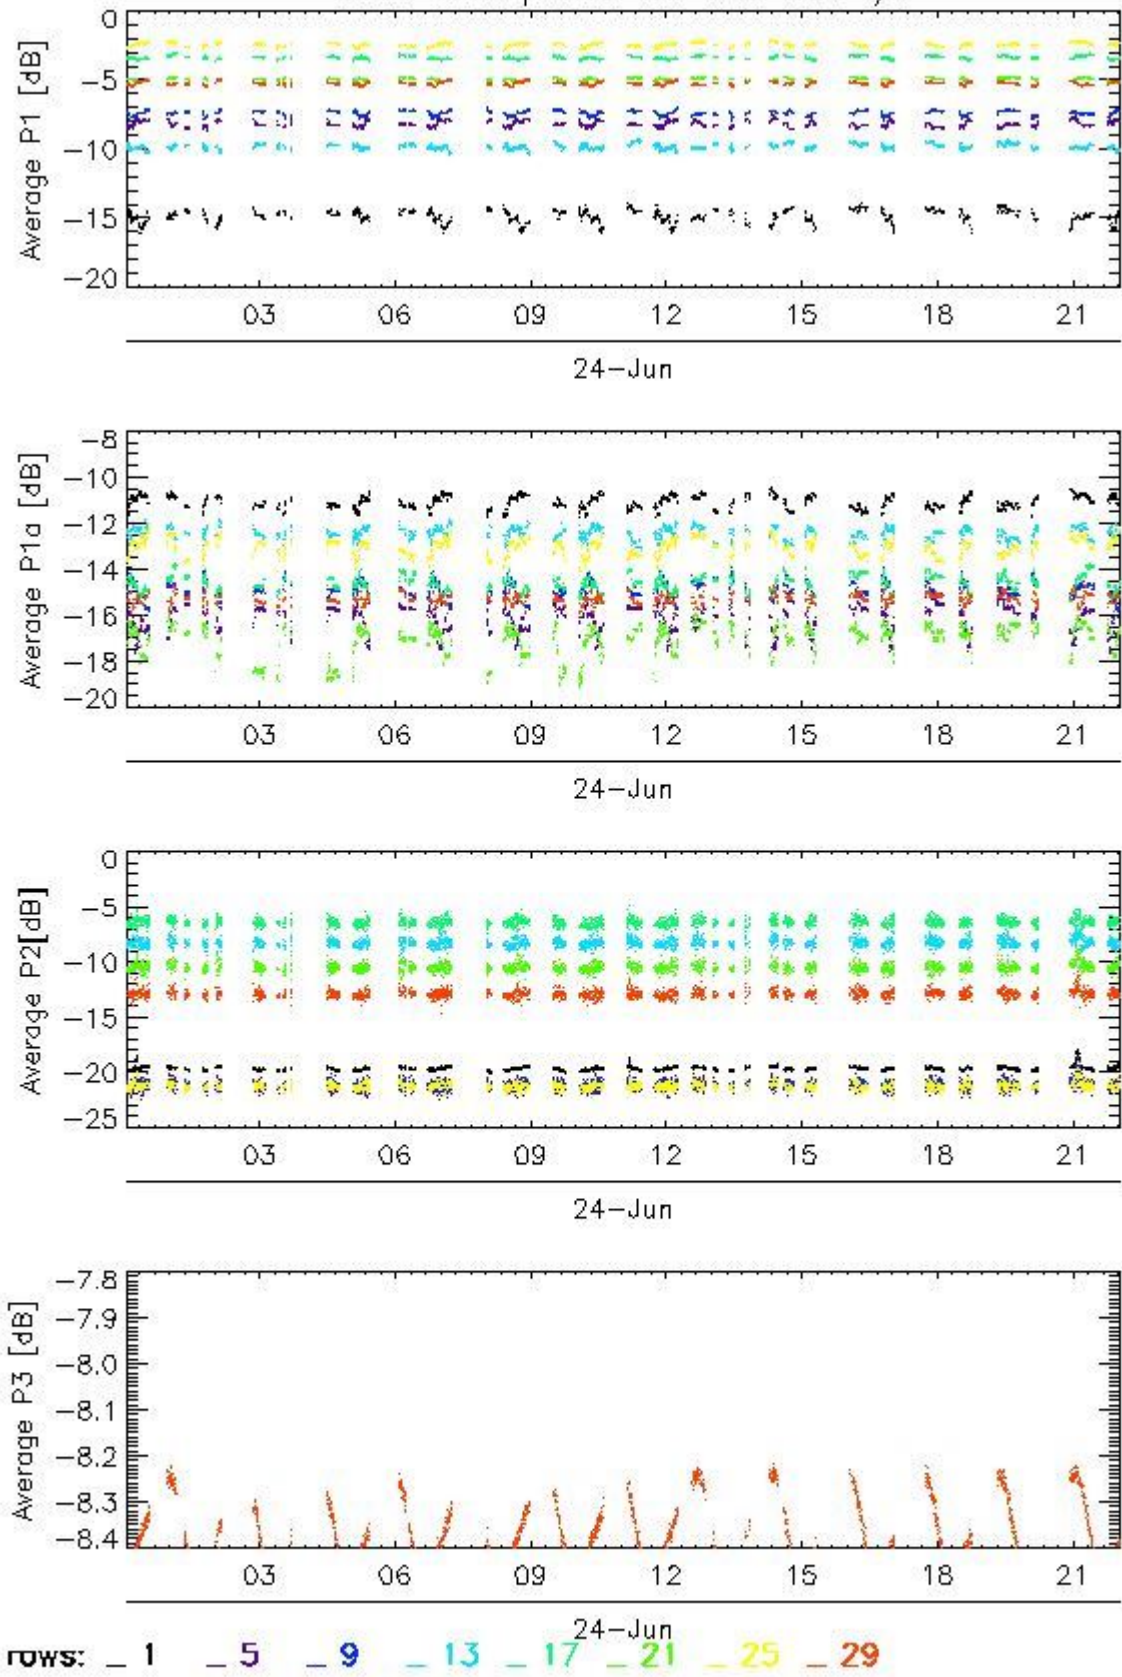 0
−5
−10
−15
−20
Average P1 [dB]
03 06 09 12 15 18 21
24−Jun
−8
−10
−12
−14
−16
−18
−20
Average P1a [dB]
03 06 09 12 15 18 21
24−Jun
0
−5
−10
−15
−20
−25
Average P2[dB]
03 06 09 12 15 18 21
24−Jun
−7.8
−7.9
−8.0
−8.1
−8.2
−8.3
−8.4
Average P3 [dB]
03 06 09 12 15 18 21
24−Jun
rows: _ 1 _ 5 _ 9 _ 13 _ 17 _ 21 _ 25 _ 29